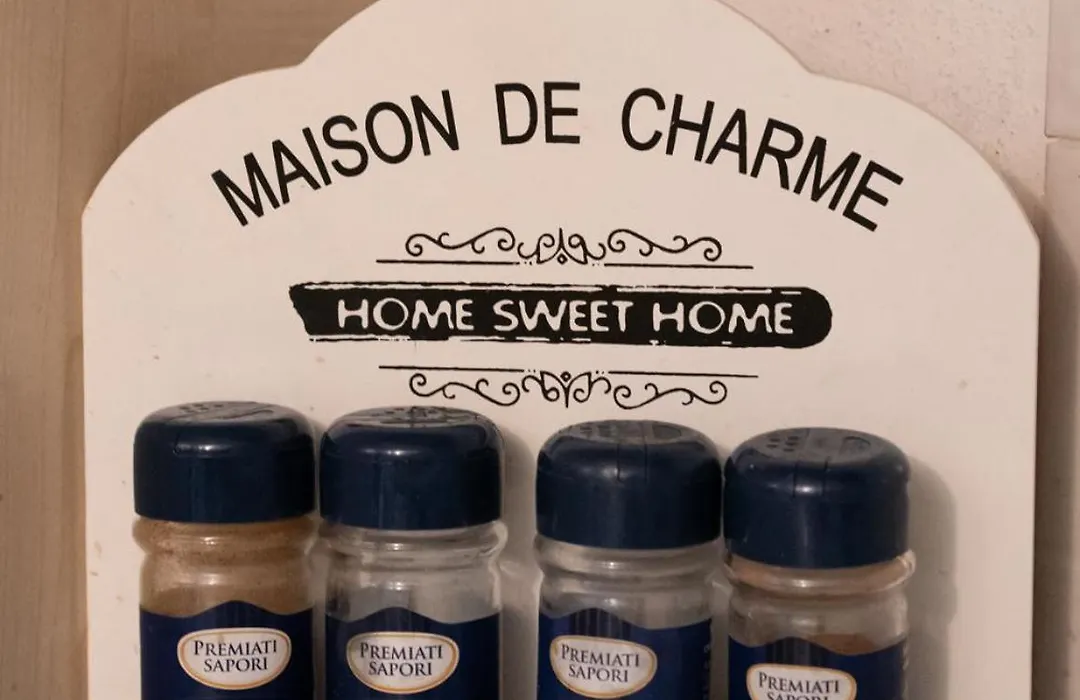 MAISON DE CHARME
HOME SWEET HOME
PREMIATI
SAPORI
PREMIATI
SAPORI
PREMIATI
SAPORI
PREMIATI
SAPORI